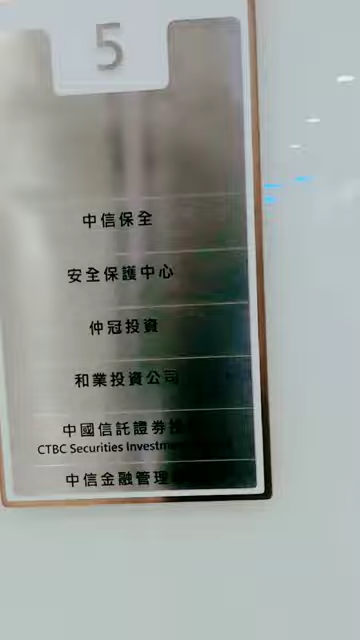 5
中信保全
安全保護中心
仲冠投資
和業投資公司
中國信託證券投
CTBC Securities Investment
中信金融管理